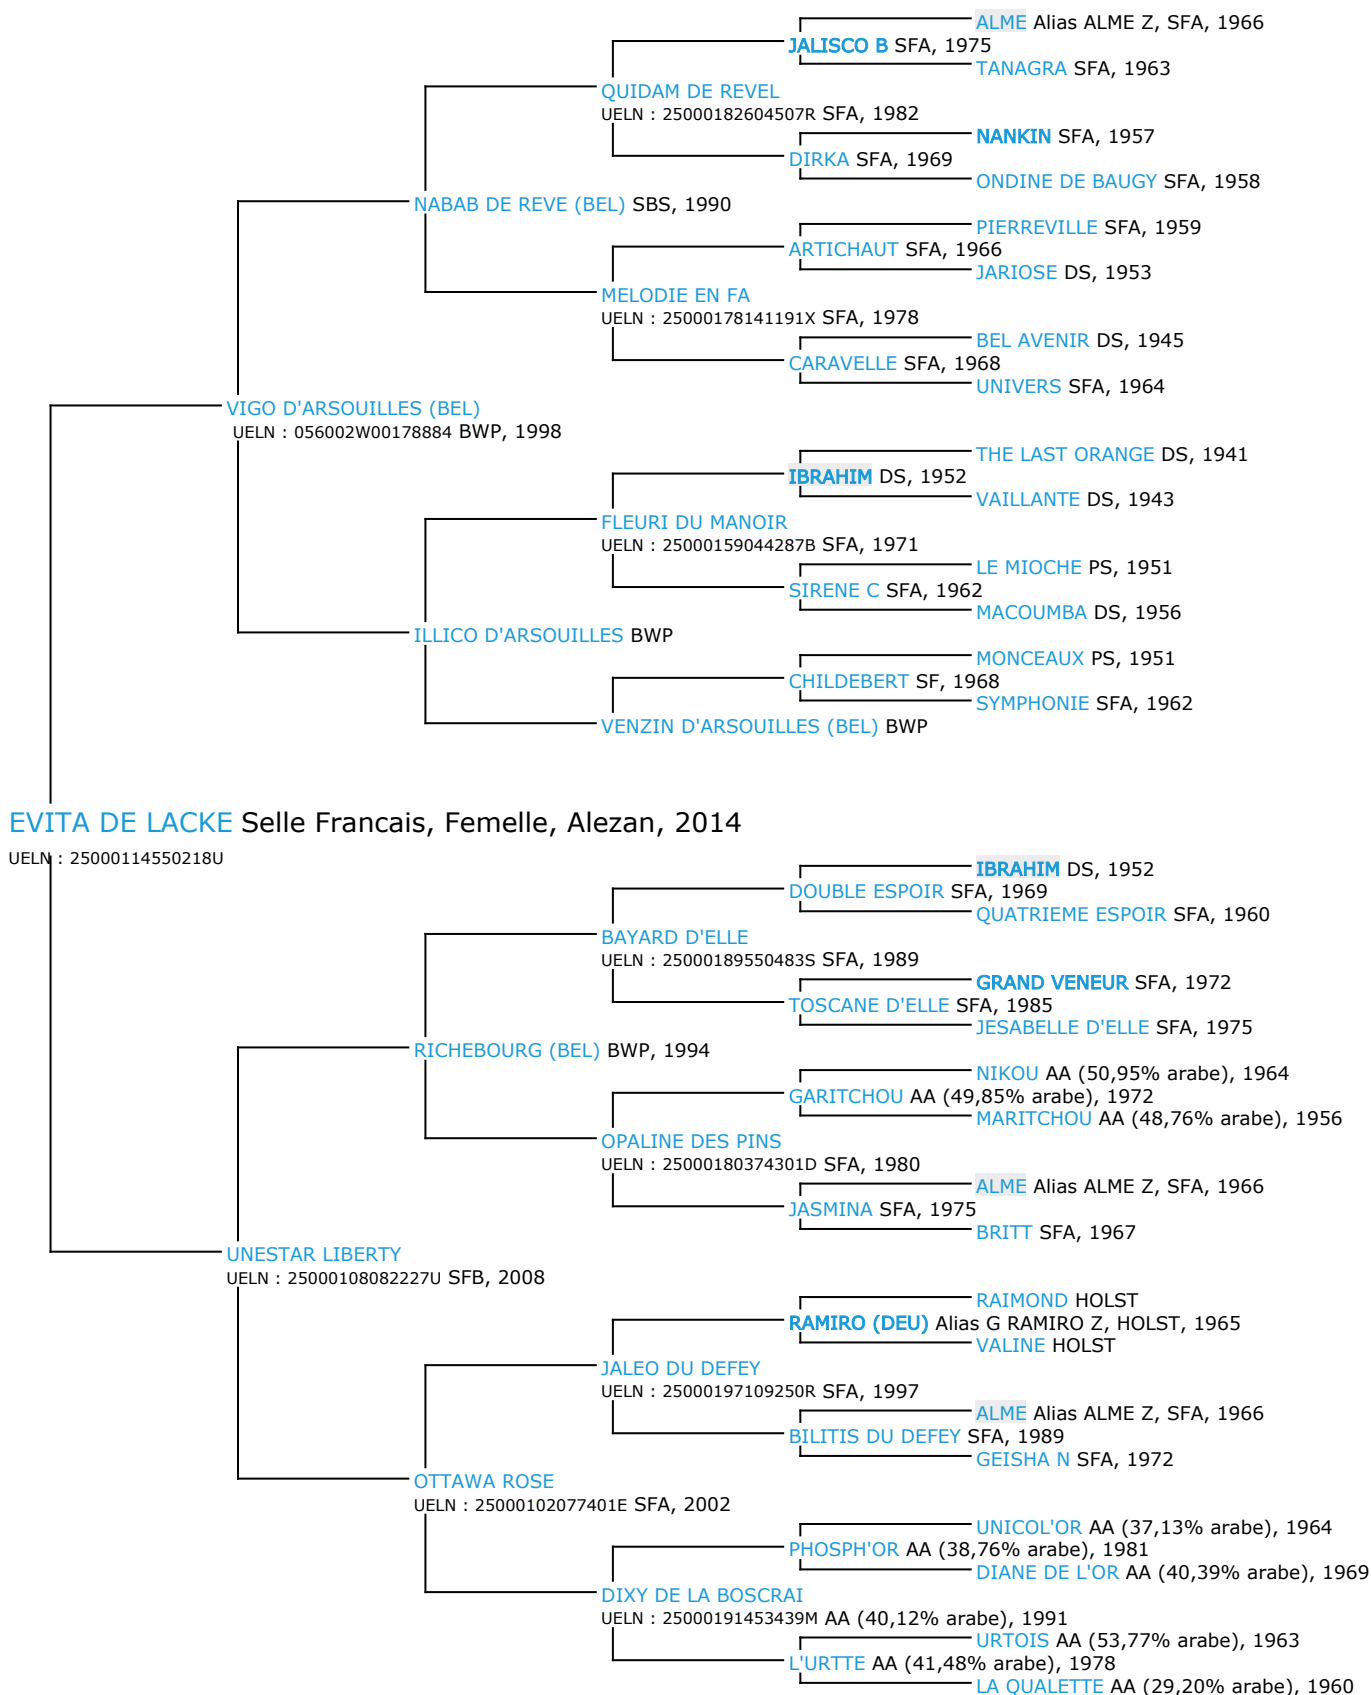 ALME Alias ALME Z, SFA, 1966
JALISCO B SFA, 1975
TANAGRA SFA, 1963
QUIDAM DE REVEL
UELN : 25000182604507R SFA, 1982
NANKIN SFA, 1957
DIRKA SFA, 1969
ONDINE DE BAUGY SFA, 1958
NABAB DE REVE (BEL) SBS, 1990
PIERREVILLE SFA, 1959
ARTICHAUT SFA, 1966
JARIOSE DS, 1953
MELODIE EN FA
UELN : 25000178141191X SFA, 1978
BEL AVENIR DS, 1945
CARAVELLE SFA, 1968
UNIVERS SFA, 1964
VIGO D'ARSOUILLES (BEL)
UELN : 056002W00178884 BWP, 1998
THE LAST ORANGE DS, 1941
IBRAHIM DS, 1952
VAILLANTE DS, 1943
FLEURI DU MANOIR
UELN : 25000159044287B SFA, 1971
LE MIOCHE PS, 1951
SIRENE C SFA, 1962
MACOUMBA DS, 1956
ILLICO D'ARSOUILLES BWP
MONCEAUX PS, 1951
CHILDEBERT SF, 1968
SYMPHONIE SFA, 1962
VENZIN D'ARSOUILLES (BEL) BWP
EVITA DE LACKE Selle Francais, Femelle, Alezan, 2014
UELN : 25000114550218U
IBRAHIM DS, 1952
DOUBLE ESPOIR SFA, 1969
QUATRIEME ESPOIR SFA, 1960
BAYARD D'ELLE
UELN : 25000189550483S SFA, 1989
GRAND VENEUR SFA, 1972
TOSCANE D'ELLE SFA, 1985
JESABELLE D'ELLE SFA, 1975
RICHEBOURG (BEL) BWP, 1994
NIKOU AA (50,95% arabe), 1964
GARITCHOU AA (49,85% arabe), 1972
MARITCHOU AA (48,76% arabe), 1956
OPALINE DES PINS
UELN : 25000180374301D SFA, 1980
ALME Alias ALME Z, SFA, 1966
JASMINA SFA, 1975
BRITT SFA, 1967
UNESTAR LIBERTY
UELN : 25000108082227U SFB, 2008
RAIMOND HOLST
RAMIRO (DEU) Alias G RAMIRO Z, HOLST, 1965
VALINE HOLST
JALEO DU DEFEY
UELN : 25000197109250R SFA, 1997
ALME Alias ALME Z, SFA, 1966
BILITIS DU DEFEY SFA, 1989
GEISHA N SFA, 1972
OTTAWA ROSE
UELN : 25000102077401E SFA, 2002
UNICOL'OR AA (37,13% arabe), 1964
PHOSPH'OR AA (38,76% arabe), 1981
DIANE DE L'OR AA (40,39% arabe), 1969
DIXY DE LA BOSCRAI
UELN : 25000191453439M AA (40,12% arabe), 1991
URTOIS AA (53,77% arabe), 1963
L'URTTE AA (41,48% arabe), 1978
LA QUALETTE AA (29,20% arabe), 1960